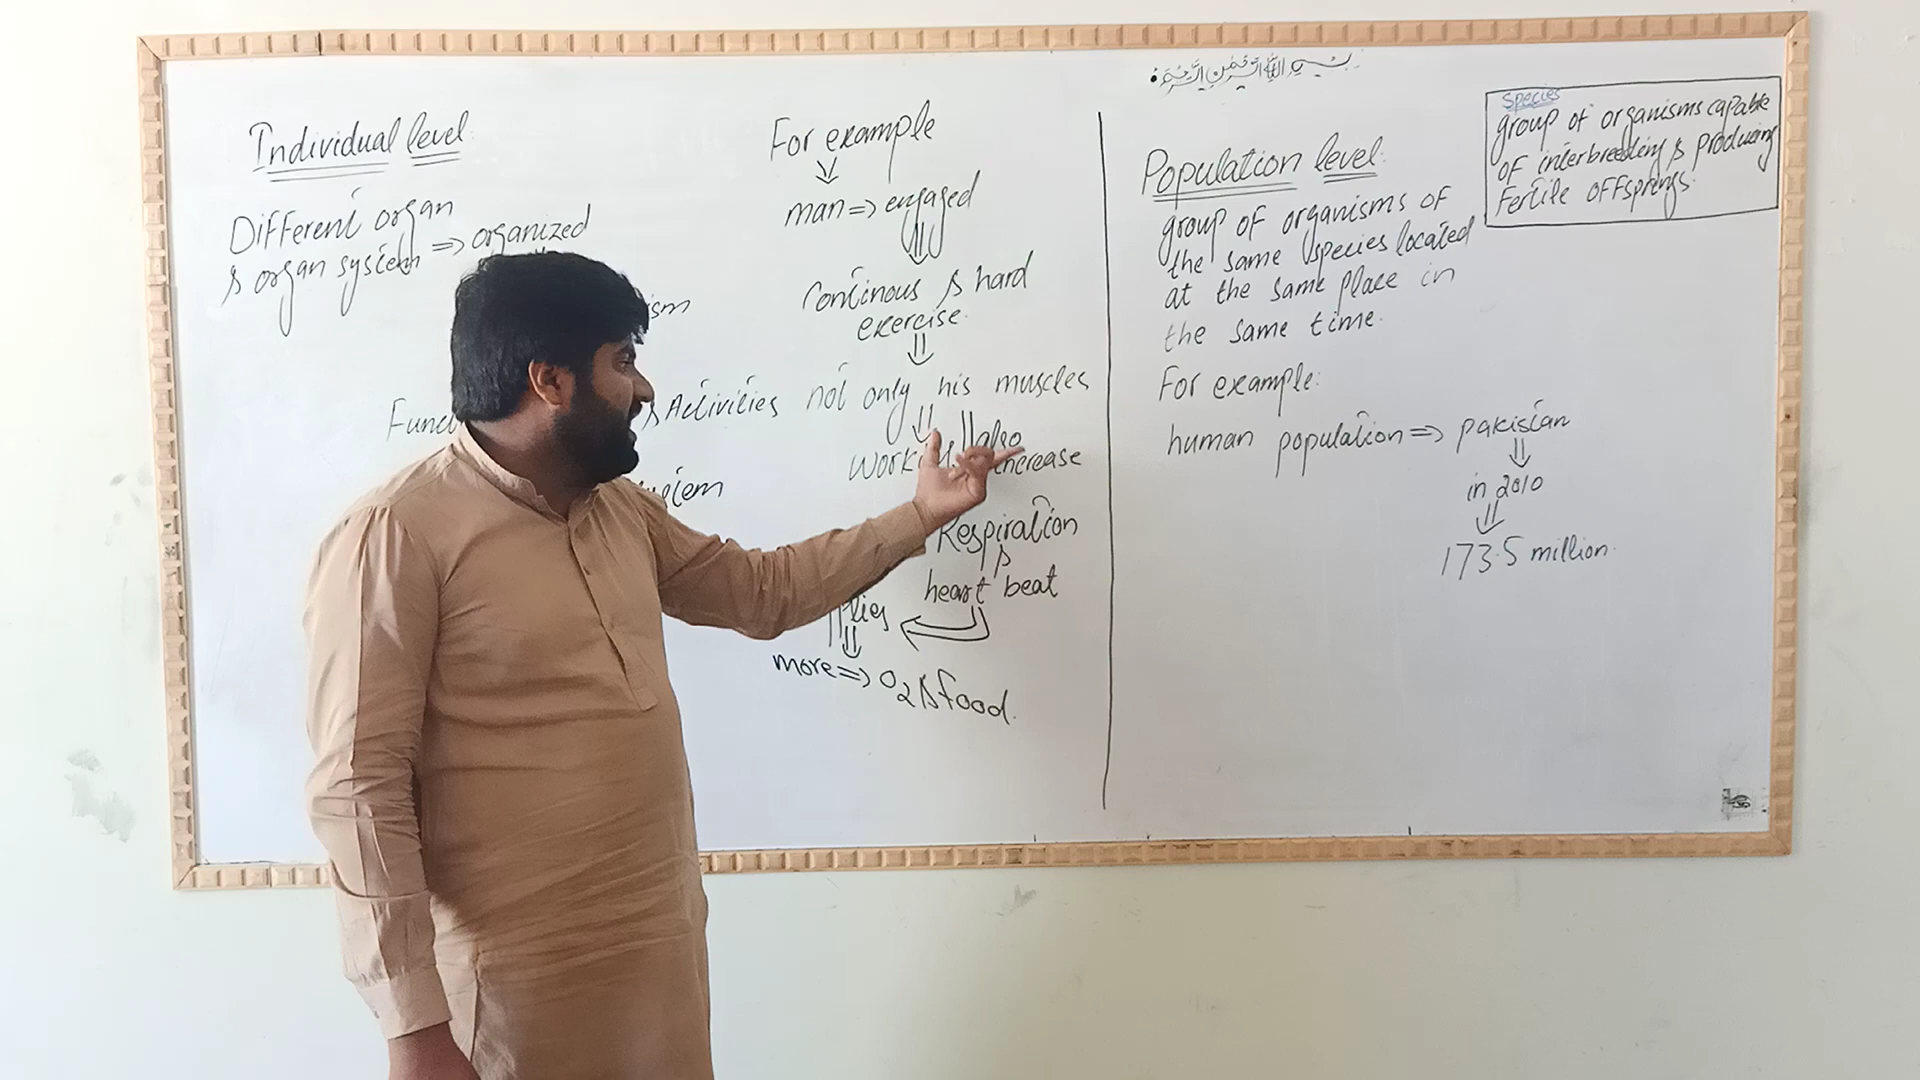 بسم اللہ الرحمن الرحیم
Individual level
Different organ
& organ system => organized
ism
Activities
For example
man => engaged
Continous & hard
exercise.
not only his muscles
also
increase
Respiration
&
heart beat
more => O2 & food.
Population level:
group of organisms of
the same species located
at the same place in
the same time.
For example:
human population => pakistan
in 2010
173.5 million.
Species
group of organisms capable
of interbreeding & producing
Fertile offsprings.